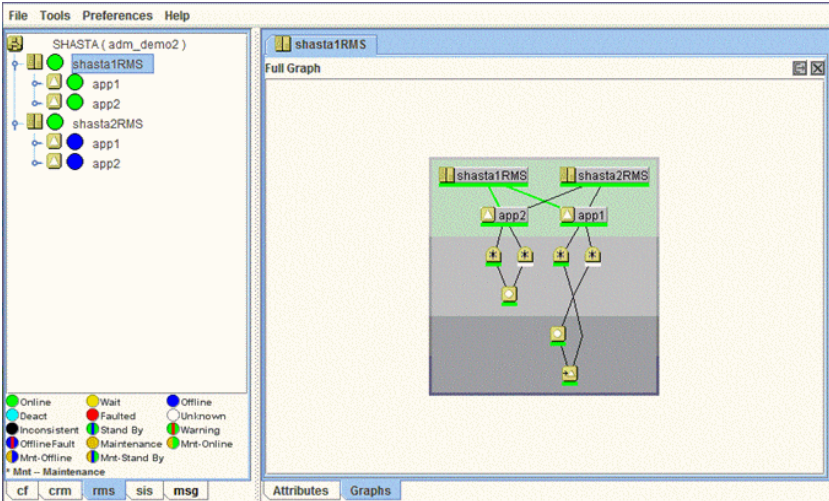 File Tools Preferences Help
SHASTA ( adm_demo2 )
shasta1RMS
app1
app2
shasta2RMS
app1
app2
Online Wait Offline
Deact Faulted Unknown
Inconsistent Stand By Warning
OfflineFault Maintenance Mnt-Online
Mnt-Offline Mnt-Stand By
* Mnt -- Maintenance
cf crm rms sis msg
shasta1RMS
Full Graph
shasta1RMS shasta2RMS
app2 app1
Attributes Graphs